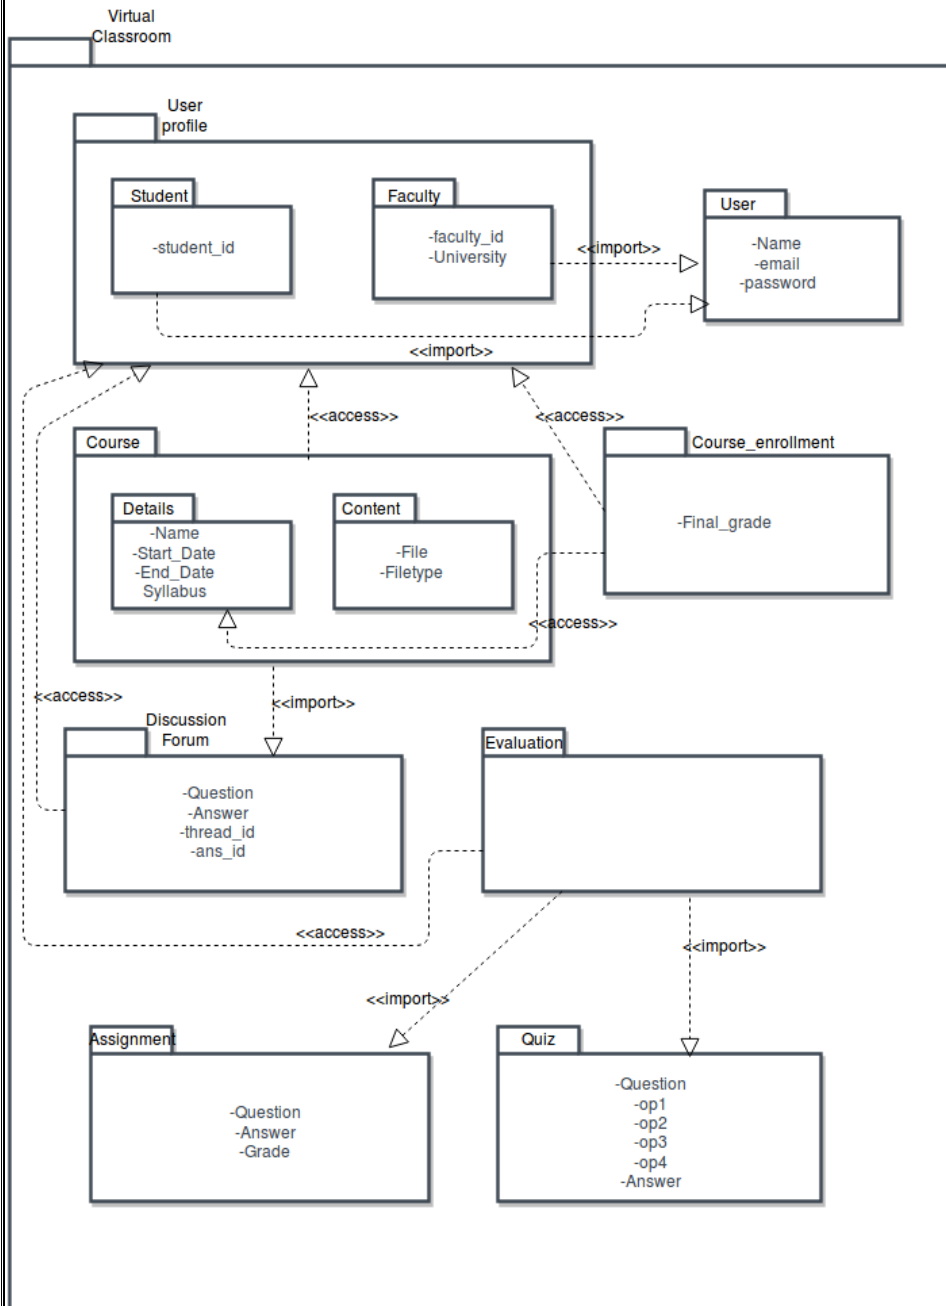 Virtual
Classroom
User
profile
Student
-student_id
Faculty
-faculty_id
-University
<<import>>
User
-Name
-email
-password
<<import>>
<<access>>
<<access>>
Course
Course_enrollment
-Final_grade
Details
-Name
-Start_Date
-End_Date
Syllabus
Content
-File
-Filetype
<<access>>
<<access>>
<<import>>
Discussion
Forum
-Question
-Answer
-thread_id
-ans_id
Evaluation
<<access>>
<<import>>
<<import>>
Assignment
-Question
-Answer
-Grade
Quiz
-Question
-op1
-op2
-op3
-op4
-Answer